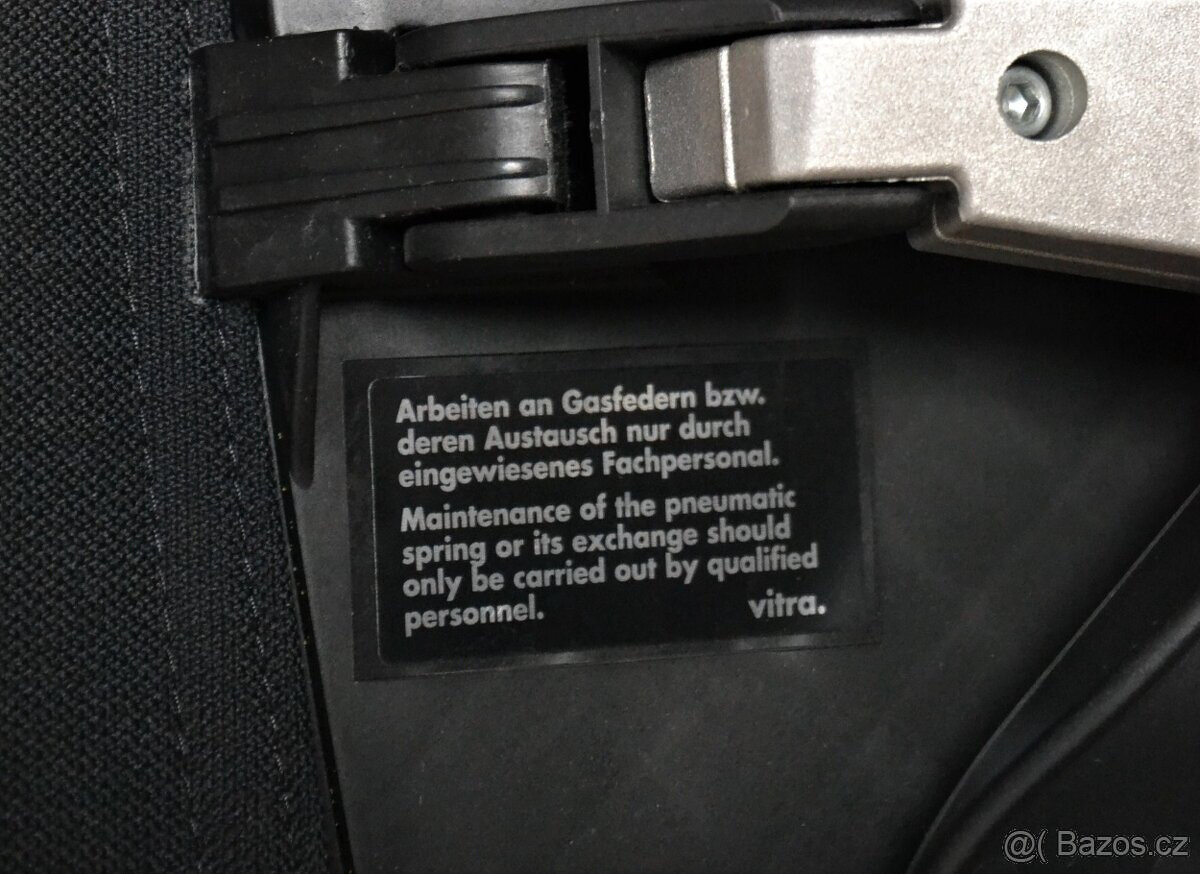 Arbeiten an Gasfedern bzw.
deren Austausch nur durch
eingewiesenes Fachpersonal.
Maintenance of the pneumatic
spring or its exchange should
only be carried out by qualified
personnel.
vitra.
@( Bazos.cz